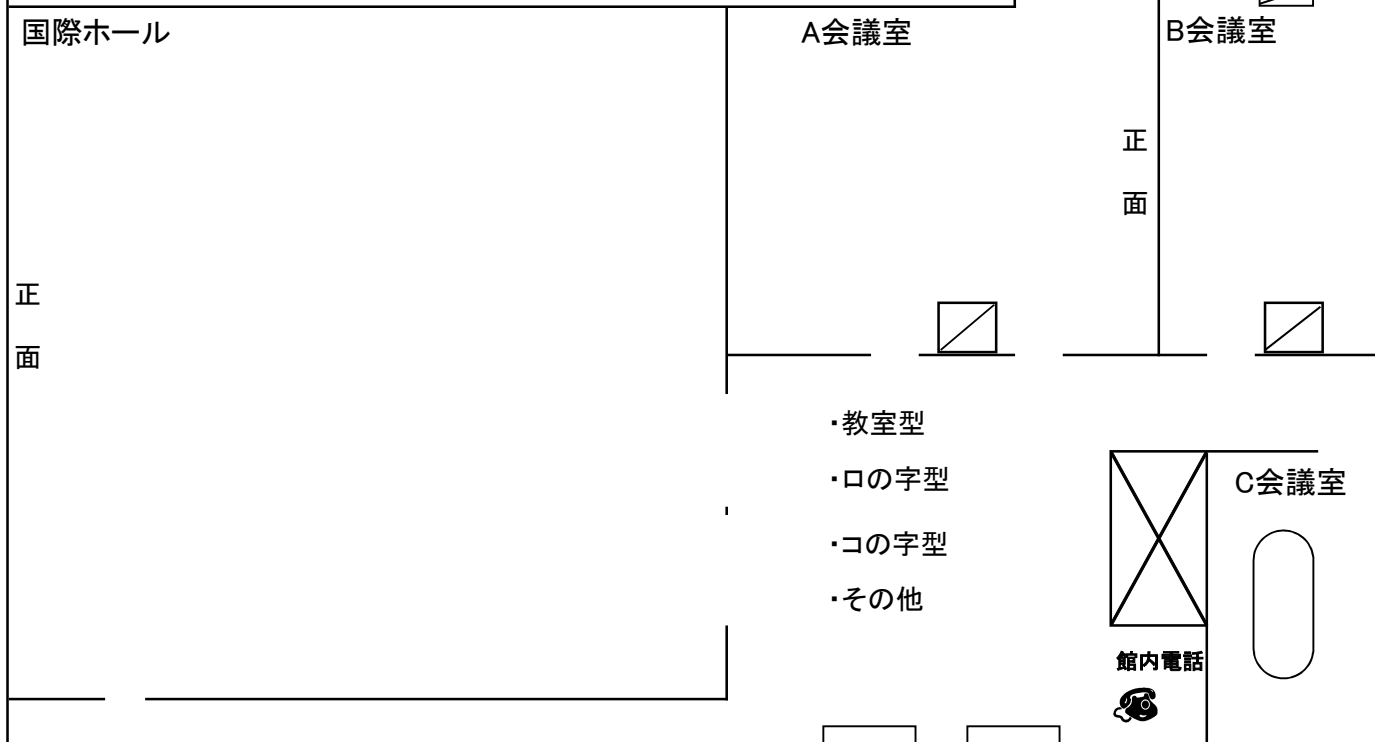 国際ホール
A会議室
B会議室
正
面
正
面
・教室型
・ロの字型
・コの字型
・その他
C会議室
館内電話